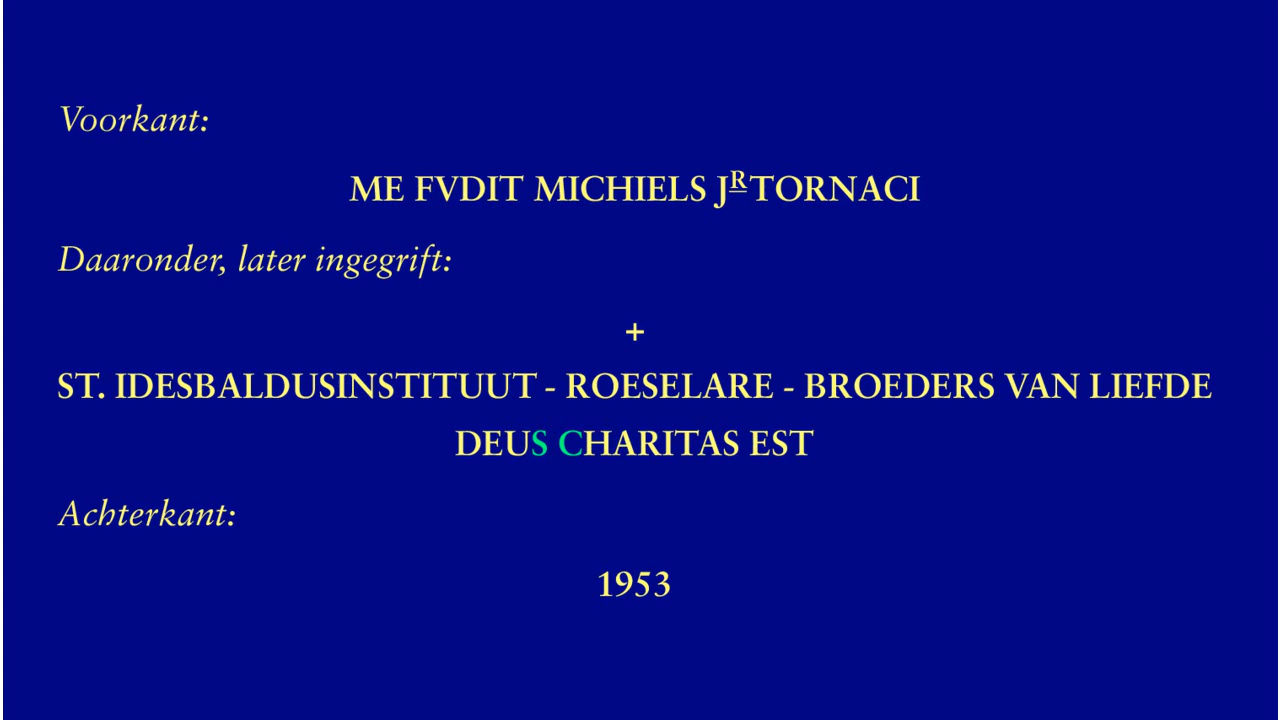 Voorkant:
ME FVDIT MICHIELS JR TORNACI
Daaronder, later ingegrift:
+
ST. IDESBALDUSINSTITUUT - ROESELARE - BROEDERS VAN LIEFDE
DEUS CHARITAS EST
Achterkant:
1953